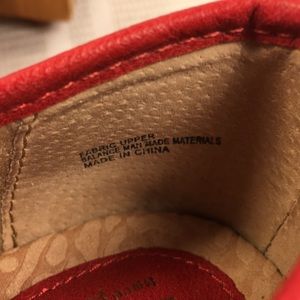 FABRIC UPPER
BALANCE MAN MADE MATERIALS
MADE IN CHINA